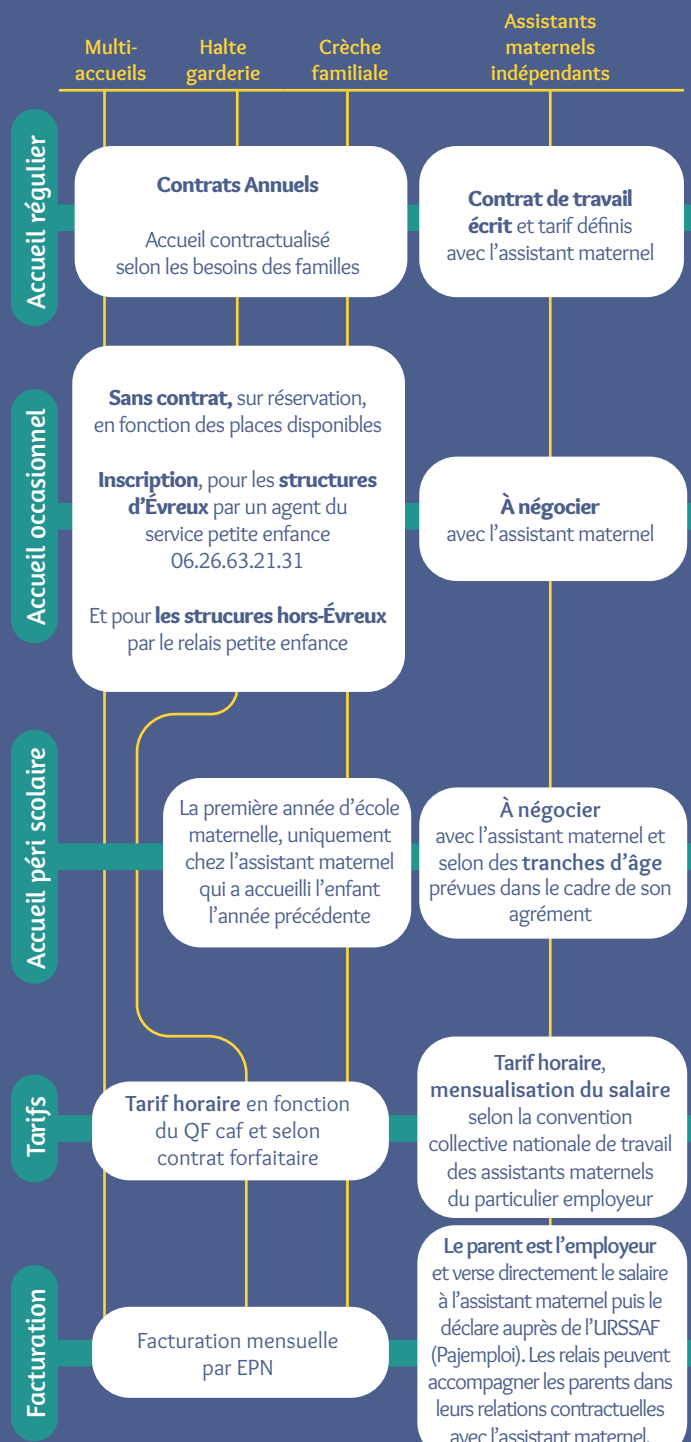 Multi-
accueils
Halte
garderie
Crèche
familiale
Assistants
maternels
indépendants
Accueil régulier
Contrats Annuels
Accueil contractualisé
selon les besoins des familles
Contrat de travail
écrit et tarif définis
avec l'assistant maternel
Accueil occasionnel
Sans contrat, sur réservation,
en fonction des places disponibles
Inscription, pour les structures
d'Évreux par un agent du
service petite enfance
06.26.63.21.31
Et pour les strucures hors-Évreux
par le relais petite enfance
À négocier
avec l'assistant maternel
Accueil péri scolaire
La première année d'école
maternelle, uniquement
chez l'assistant maternel
qui a accueilli l'enfant
l'année précédente
À négocier
avec l'assistant maternel et
selon des tranches d'âge
prévues dans le cadre de son
agrément
Tarifs
Tarif horaire en fonction
du QF caf et selon
contrat forfaitaire
Tarif horaire,
mensualisation du salaire
selon la convention
collective nationale de travail
des assistants maternels
du particulier employeur
Facturation
Facturation mensuelle
par EPN
Le parent est l'employeur
et verse directement le salaire
à l'assistant maternel puis le
déclare auprès de l'URSSAF
(Pajemploi). Les relais peuvent
accompagner les parents dans
leurs relations contractuelles
avec l'assistant maternel.